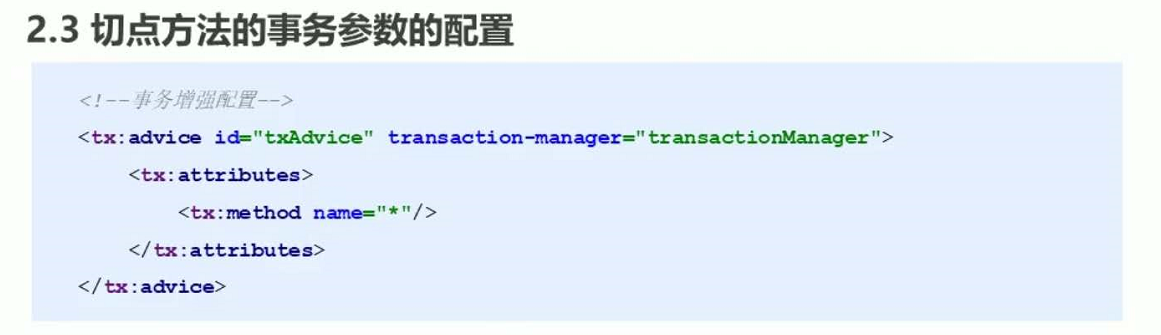 2.3 切点方法的事务参数的配置
<!--事务增强配置-->
<tx:advice id="txAdvice" transaction-manager="transactionManager">
<tx:attributes>
<tx:method name="*"/>
</tx:attributes>
</tx:advice>